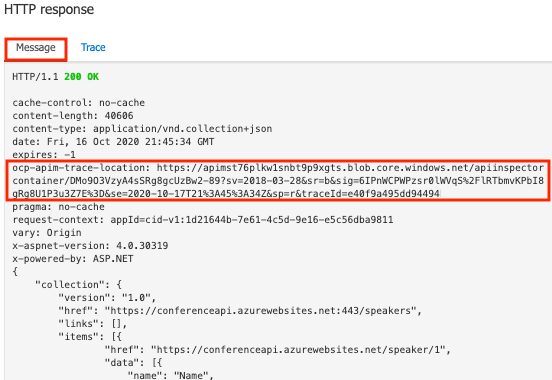 HTTP response
Message Trace
HTTP/1.1 200 OK
cache-control: no-cache
content-length: 40606
content-type: application/vnd.collection+json
date: Fri, 16 Oct 2020 21:45:34 GMT
expires: -1
ocp-apim-trace-location: https://apimst76plkw1snbt9p9xgts.blob.core.windows.net/apiinspector
container/DMo9O3VzyA4sSRg8gcUzBw2-89?sv=2018-03-28&sr=b&sig=6IPnWCPWPzsr0lWVqS%2FlRTbmvKPbI8
gRg8U1P3u3Z7E%3D&se=2020-10-17T21%3A45%3A34Z&sp=r&traceId=e40f9a495dd94494
pragma: no-cache
request-context: appId=cid-v1:1d21644b-7e61-4c5d-9e16-e5c56dba9811
vary: Origin
x-aspnet-version: 4.0.30319
x-powered-by: ASP.NET
{
"collection": {
"version": "1.0",
"href": "https://conferenceapi.azurewebsites.net:443/speakers",
"links": [],
"items": [{
"href": "https://conferenceapi.azurewebsites.net/speaker/1",
"data": [{
"name": "Name",